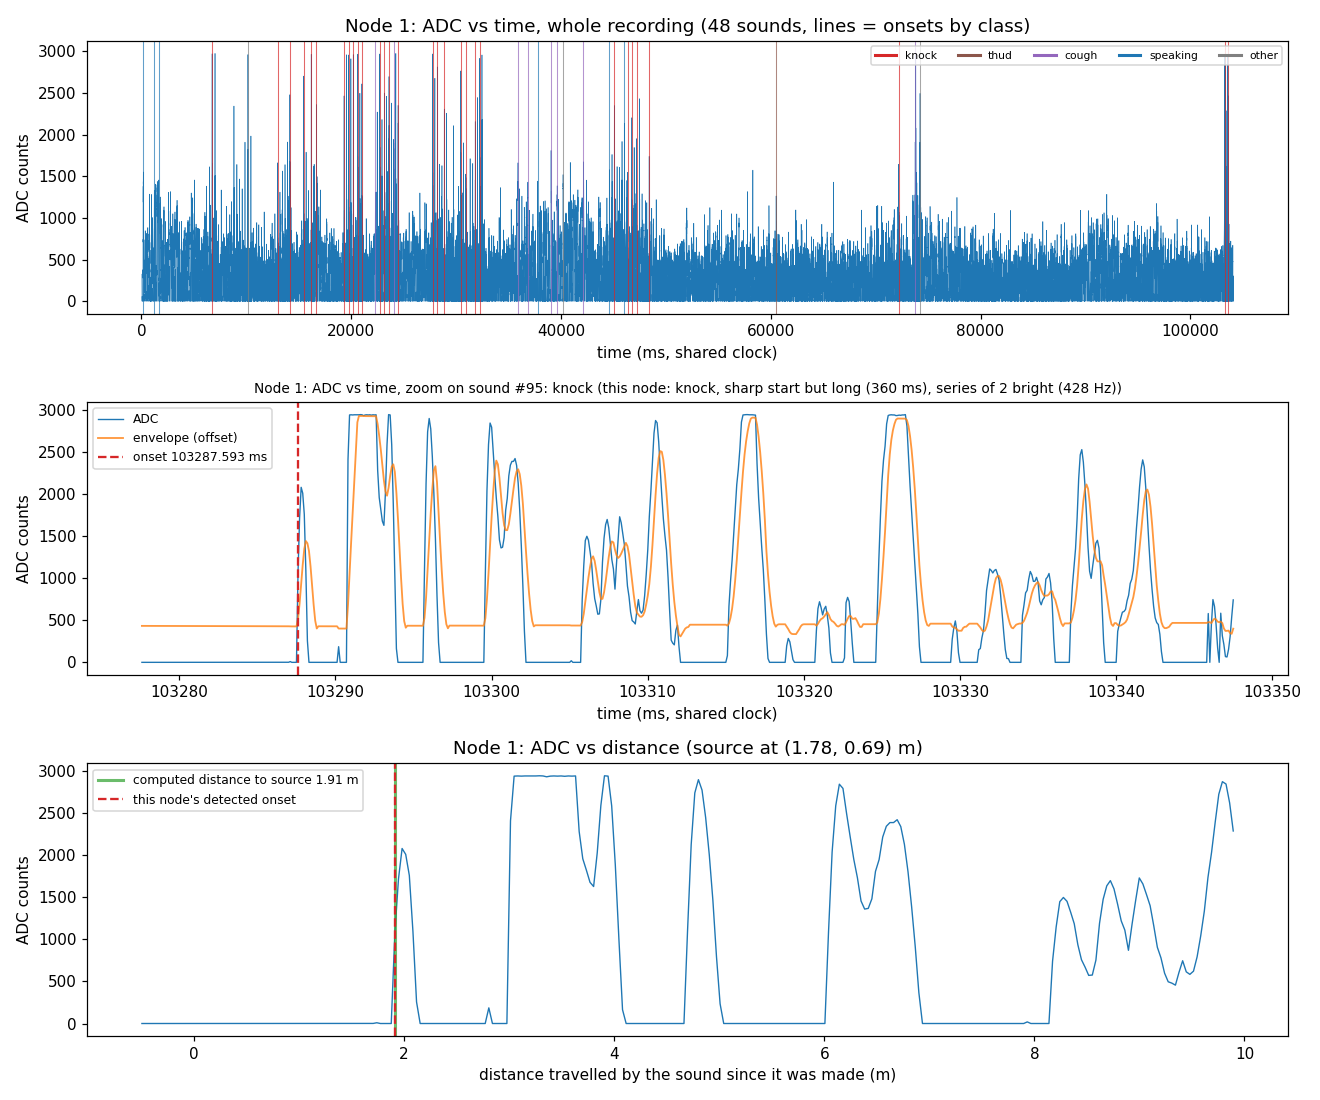 Node 1: ADC vs time, whole recording (48 sounds, lines = onsets by class)
ADC counts
3000
2500
2000
1500
1000
500
0
knock
thud
cough
speaking
other
0
20000
40000
60000
80000
100000
time (ms, shared clock)
Node 1: ADC vs time, zoom on sound #95: knock (this node: knock, sharp start but long (360 ms), series of 2 bright (428 Hz))
ADC counts
3000
2500
2000
1500
1000
500
0
ADC
envelope (offset)
onset 103287.593 ms
103280
103290
103300
103310
103320
103330
103340
103350
time (ms, shared clock)
Node 1: ADC vs distance (source at (1.78, 0.69) m)
ADC counts
3000
2500
2000
1500
1000
500
0
computed distance to source 1.91 m
this node's detected onset
0
2
4
6
8
10
distance travelled by the sound since it was made (m)